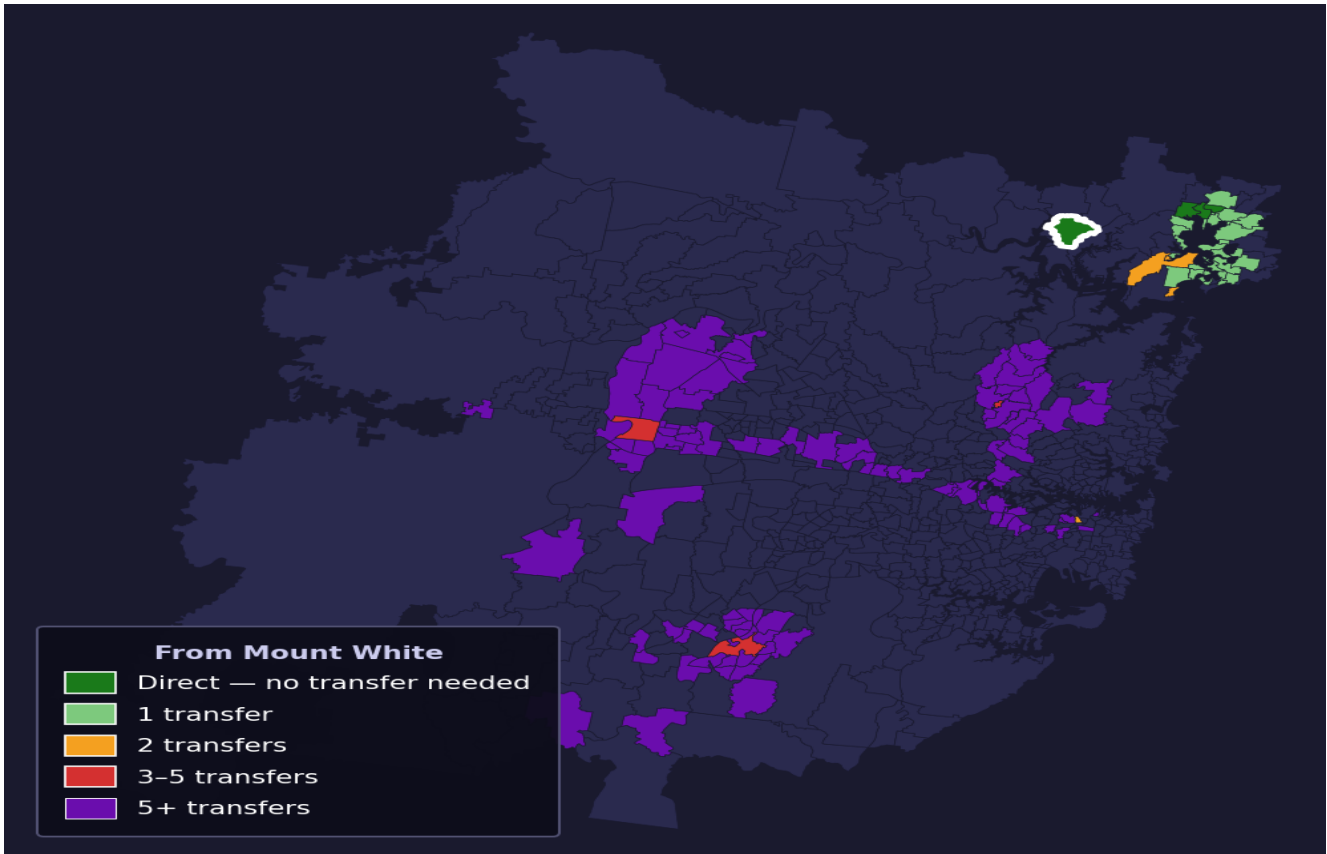 From Mount White
Direct — no transfer needed
1 transfer
2 transfers
3–5 transfers
5+ transfers